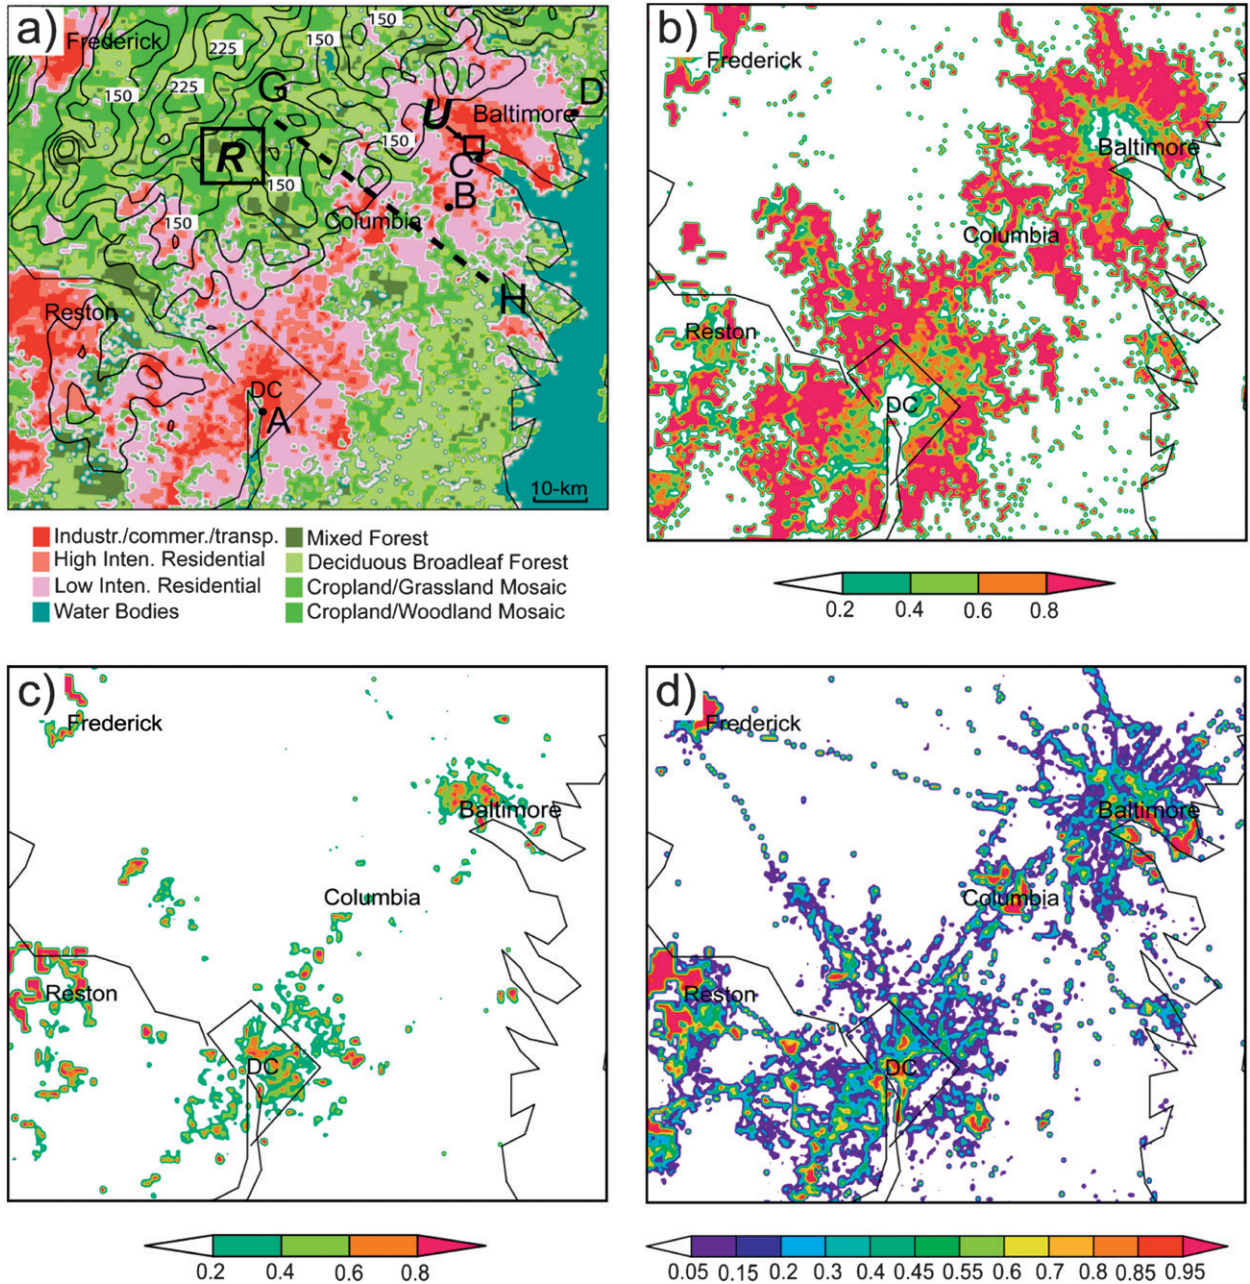 a)
Frederick
150
225
150
225
150
G
D
U
Baltimore
R
150
C
150
B
150
Columbia
H
Reston
DC
A
10-km
Industr./commer./transp.
High Inten. Residential
Low Inten. Residential
Water Bodies
Mixed Forest
Deciduous Broadleaf Forest
Cropland/Grassland Mosaic
Cropland/Woodland Mosaic
b)
Frederick
Baltimore
Columbia
Reston
DC
0.2 0.4 0.6 0.8
c)
Frederick
Baltimore
Columbia
Reston
DC
0.2 0.4 0.6 0.8
d)
Frederick
Baltimore
Columbia
Reston
DC
0.05 0.15 0.2 0.3 0.4 0.45 0.55 0.6 0.7 0.8 0.85 0.95